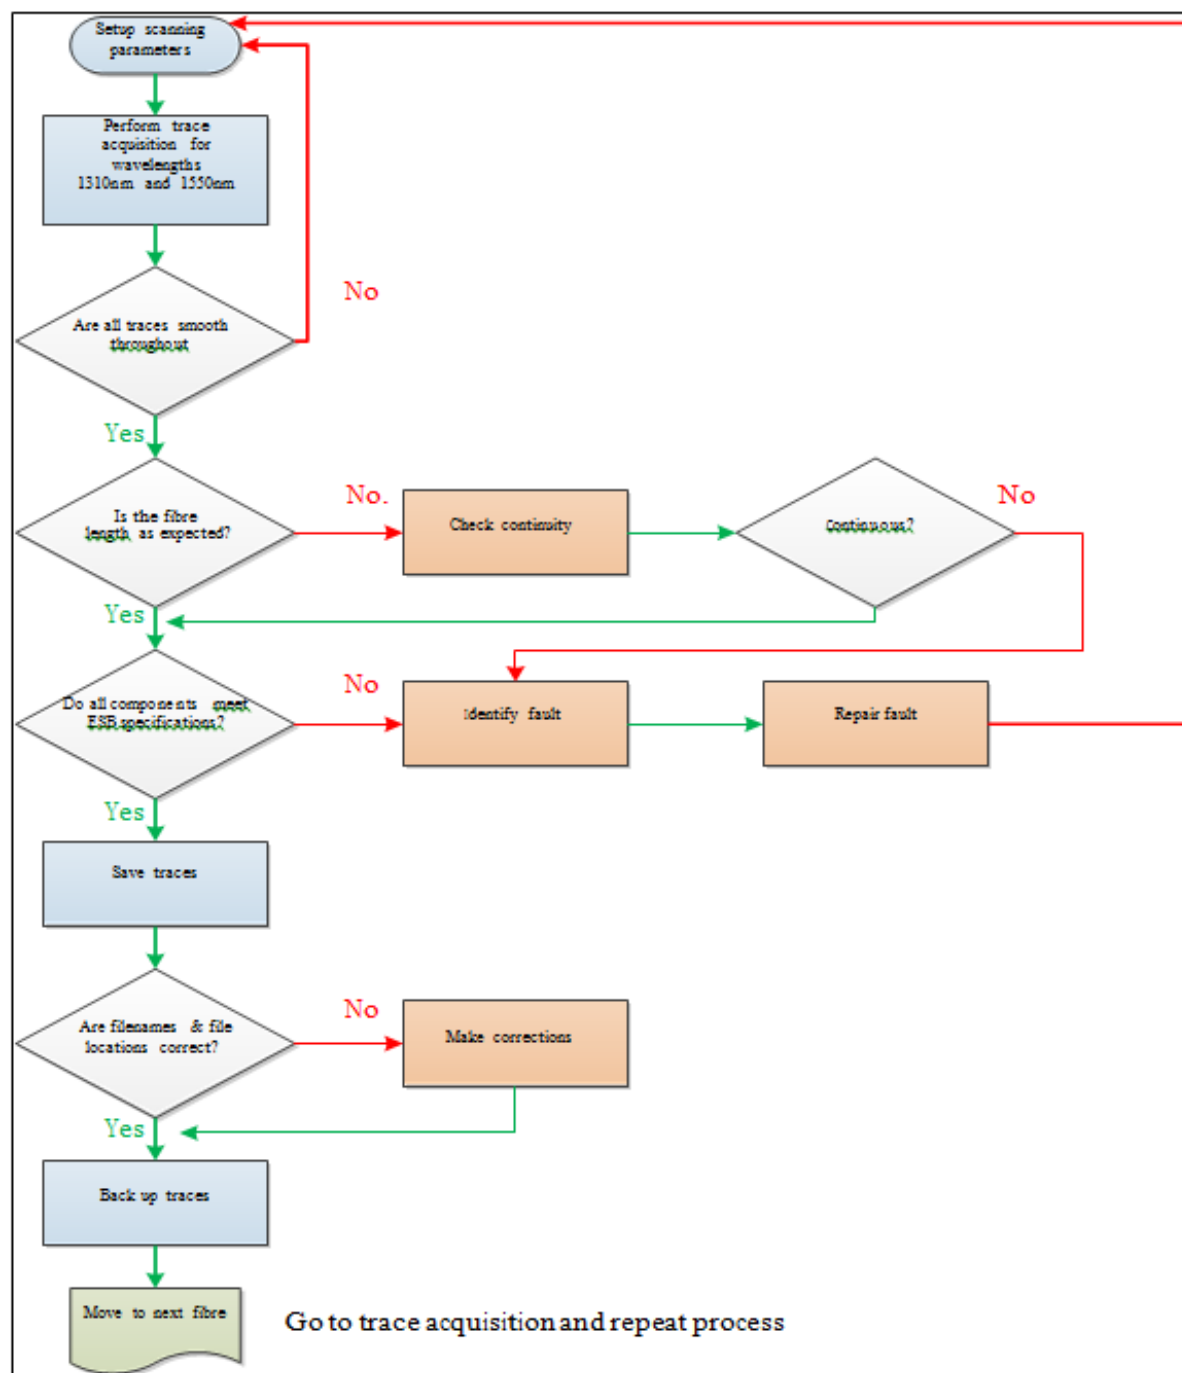 Setup scanning
parameters
Perform trace
acquisition for
wavelengths
1310nm and 1550nm
No
Are all traces smooth
throughout
Yes
Is the fibre
length as expected?
No.
Check continuity
Continuous?
No
Yes
Do all components meet
ESB specifications?
No
Identify fault
Repair fault
Yes
Save traces
Are filenames & file
locations correct?
No
Make corrections
Yes
Back up traces
Move to next fibre
Go to trace acquisition and repeat process